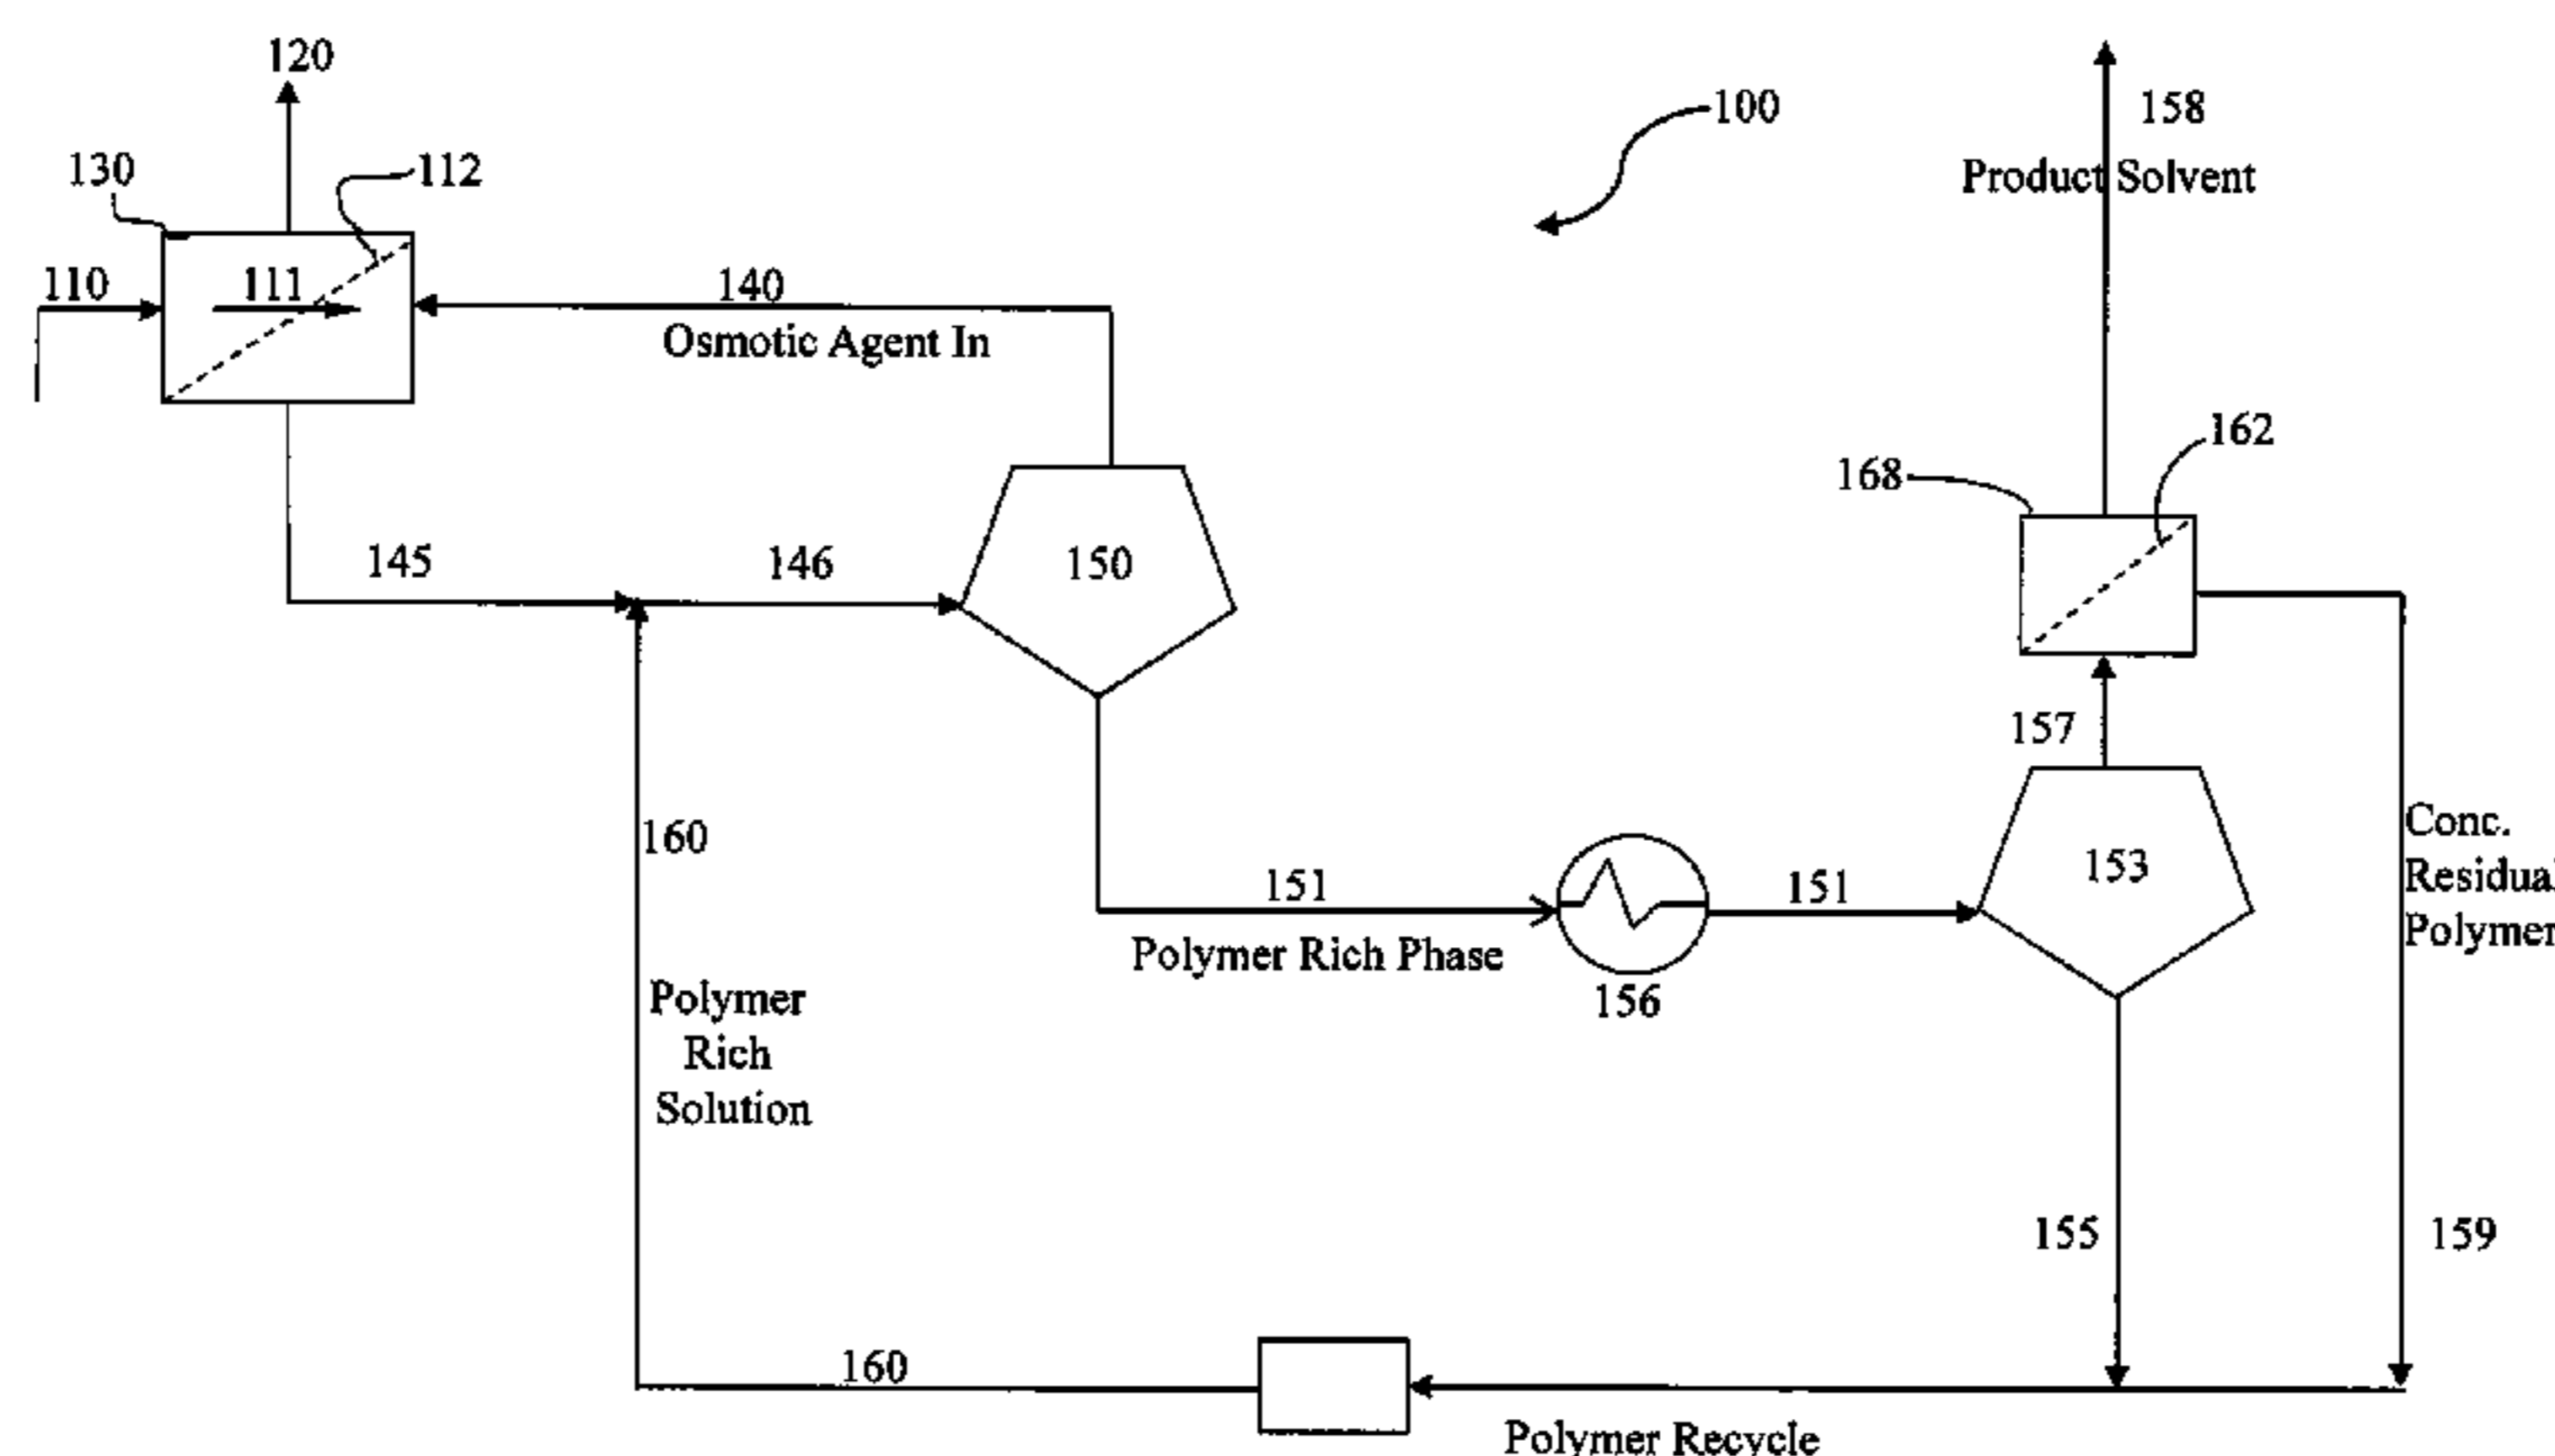 120
100
158
130
112
Product Solvent
110
111
140
Osmotic Agent In
162
168
145
146
150
157
160
Conc.
Residual
Polymer
151
151
153
Polymer Rich Phase
156
Polymer
Rich
Solution
155
159
160
Polymer Recycle